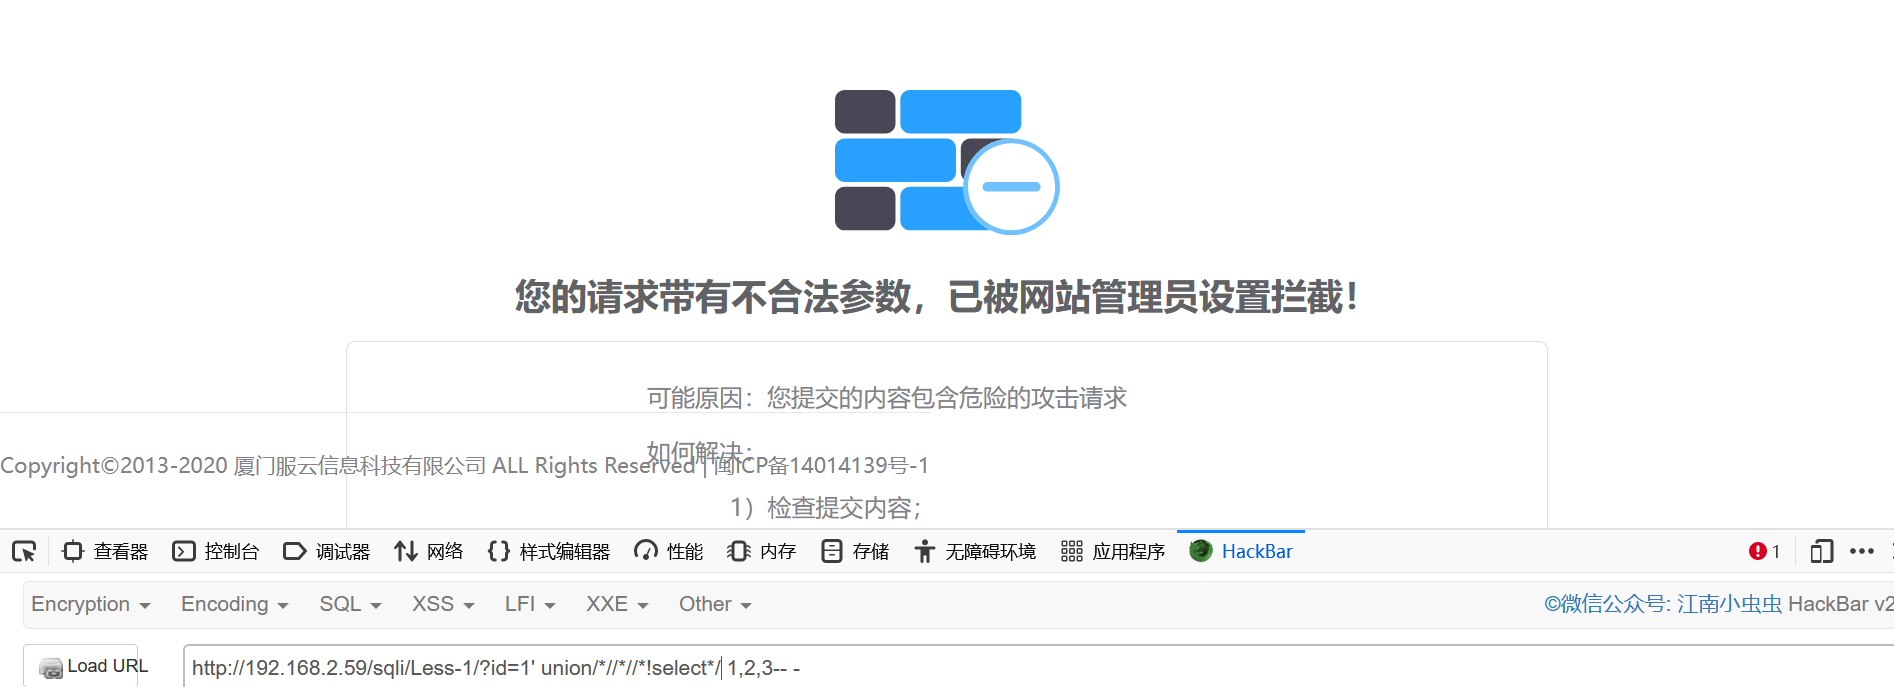 您的请求带有不合法参数，已被网站管理员设置拦截！
可能原因：您提交的内容包含危险的攻击请求
如何解决：
Copyright©2013-2020 厦门服云信息科技有限公司 ALL Rights Reserved | 闽ICP备14014139号-1
1）检查提交内容；
查看器 控制台 调试器 网络 样式编辑器 性能 内存 存储 无障碍环境 应用程序 HackBar 1
Encryption Encoding SQL XSS LFI XXE Other ©微信公众号: 江南小虫虫 HackBar v2
Load URL http://192.168.2.59/sqli/Less-1/?id=1' union/*//*//*!select*/ 1,2,3-- -